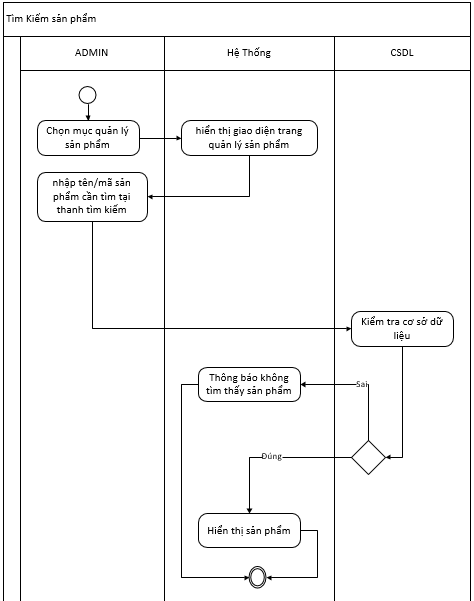 Tìm Kiếm sản phẩm
ADMIN
Hệ Thống
CSDL
Chọn mục quản lý
sản phẩm
hiển thị giao diện trang
quản lý sản phẩm
nhập tên/mã sản
phẩm cần tìm tại
thanh tìm kiếm
Kiểm tra cơ sở dữ
liệu
Thông báo không
tìm thấy sản phẩm
Sai
Đúng
Hiển thị sản phẩm